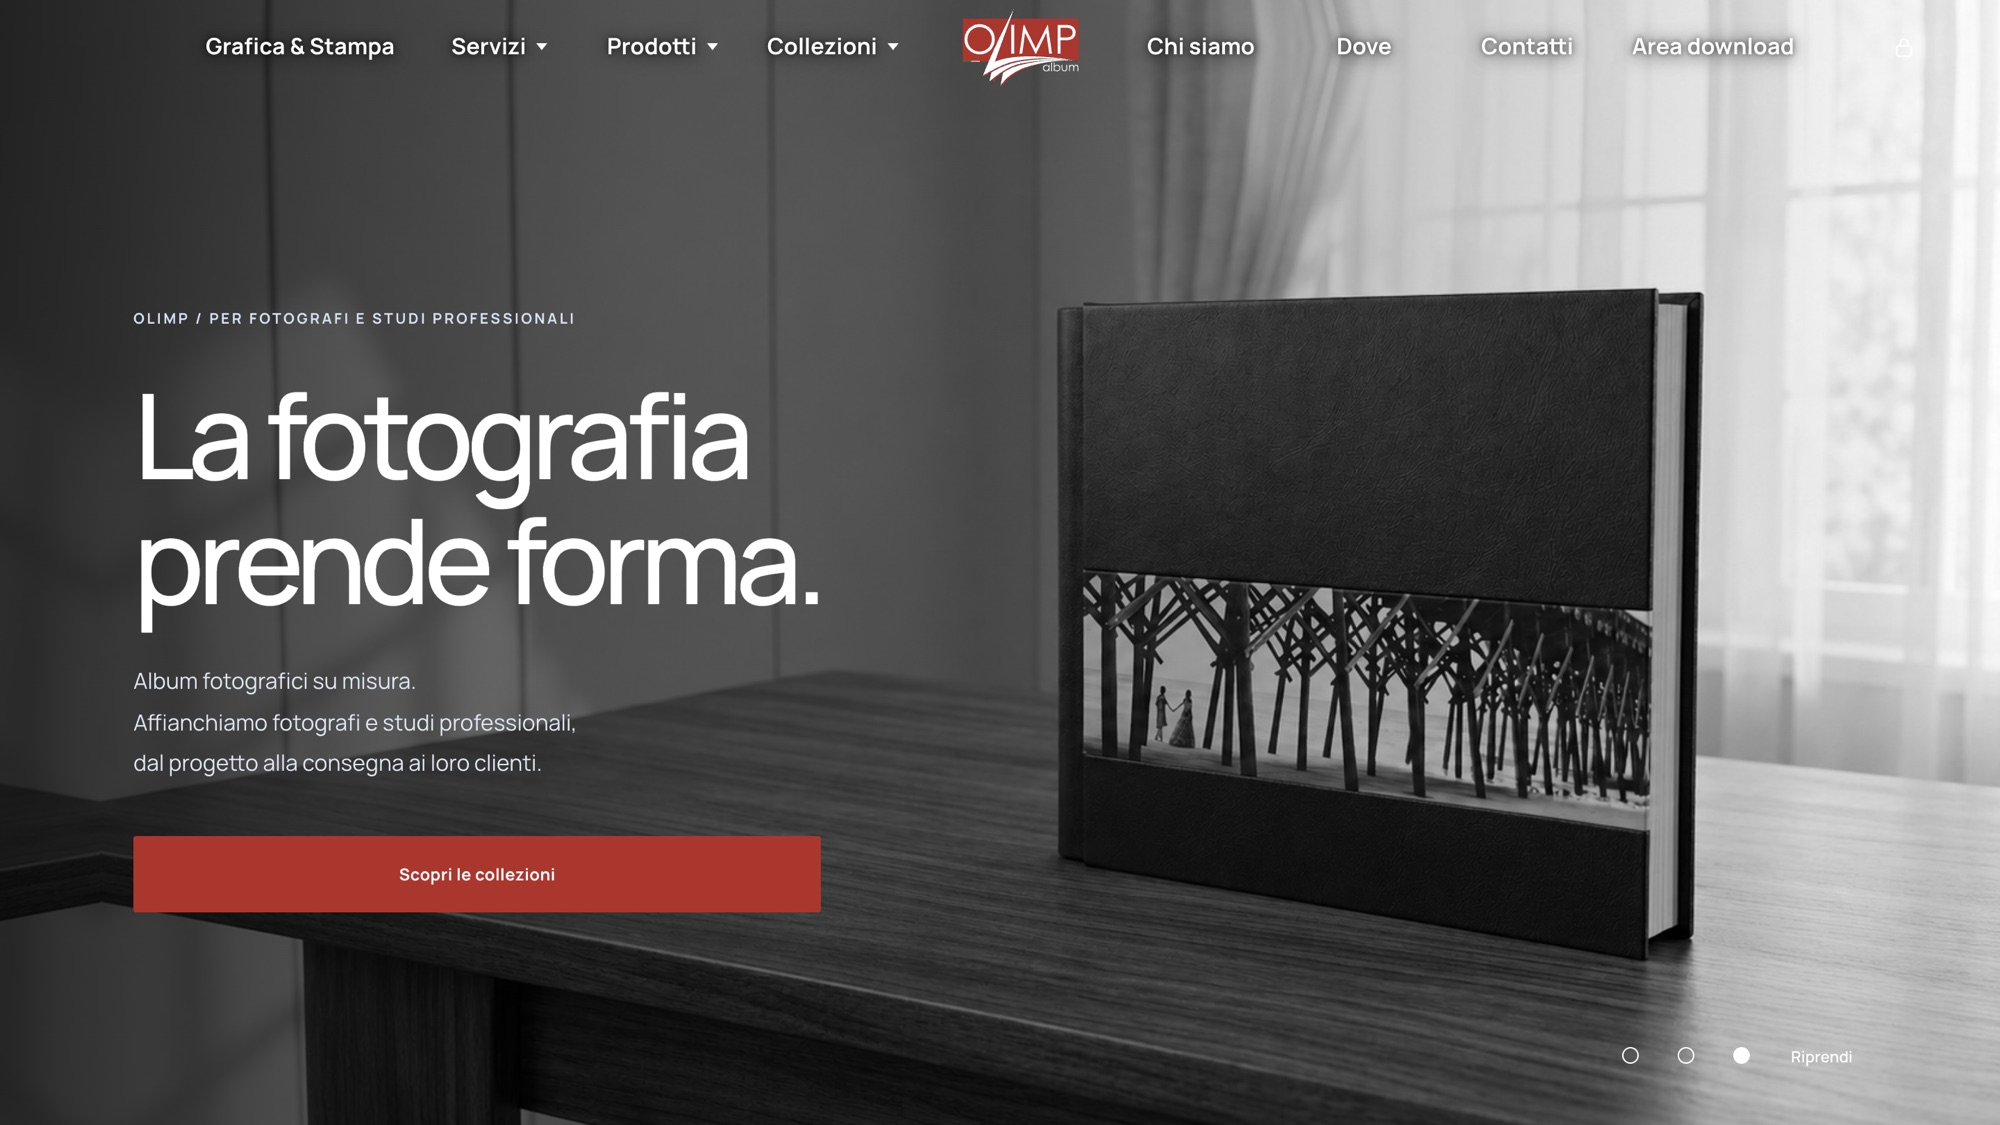 Grafica & Stampa
Servizi
Prodotti
Collezioni
OLIMP
album
Chi siamo
Dove
Contatti
Area download
OLIMP / PER FOTOGRAFI E STUDI PROFESSIONALI
La fotografia
prende forma.
Album fotografici su misura.
Affianchiamo fotografi e studi professionali,
dal progetto alla consegna ai loro clienti.
Scopri le collezioni
Riprendi